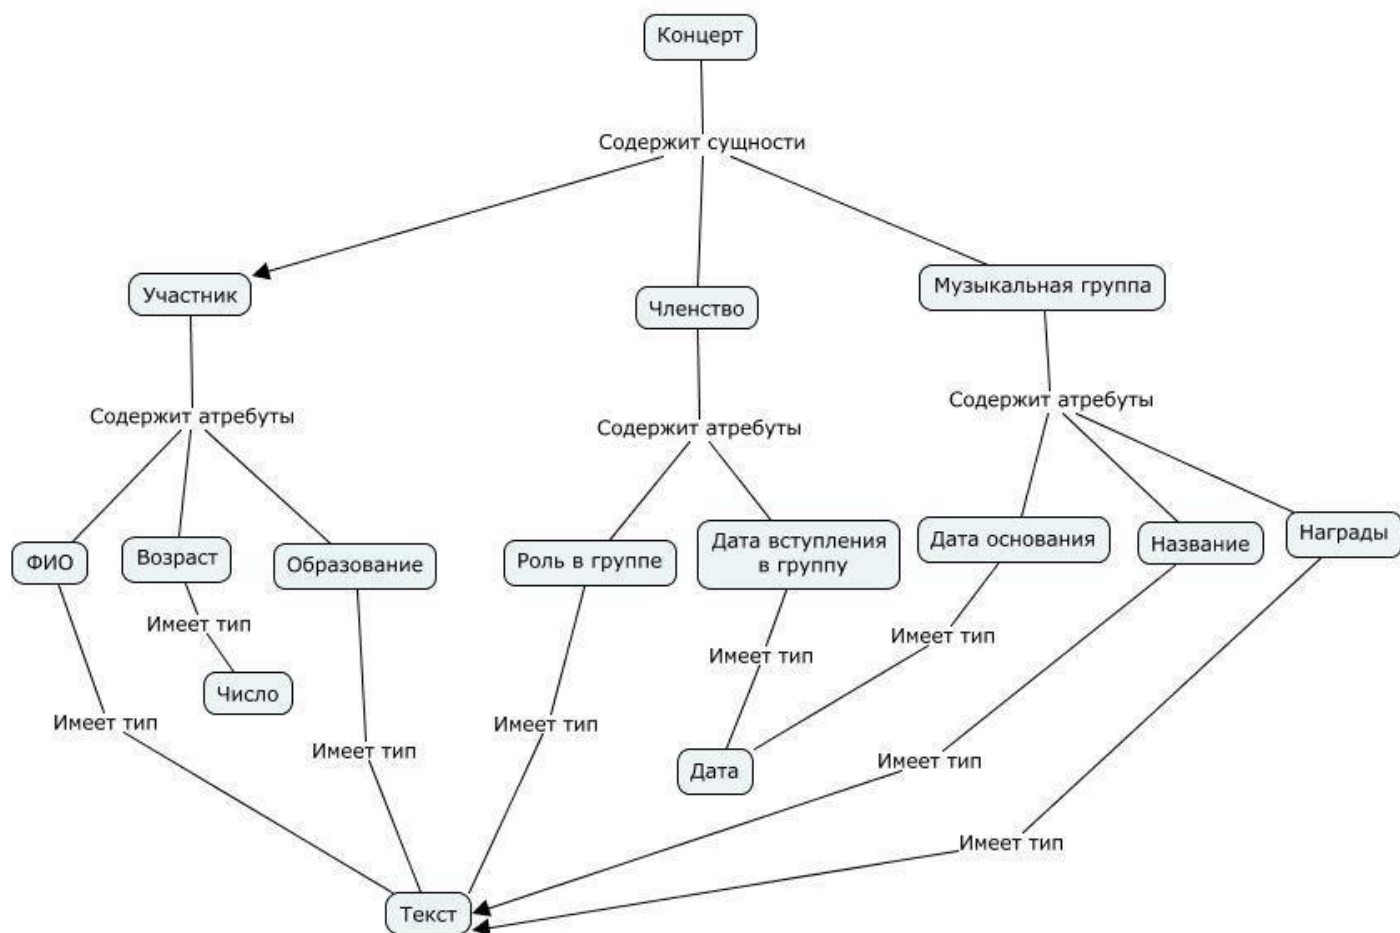 Концерт
Содержит сущности
Участник
Членство
Музыкальная группа
Содержит атребуты
Содержит атребуты
Содержит атребуты
ФИО
Возраст
Образование
Роль в группе
Дата вступления
в группу
Дата основания
Название
Награды
Имеет тип
Имеет тип
Имеет тип
Число
Имеет тип
Имеет тип
Имеет тип
Дата
Имеет тип
Имеет тип
Текст